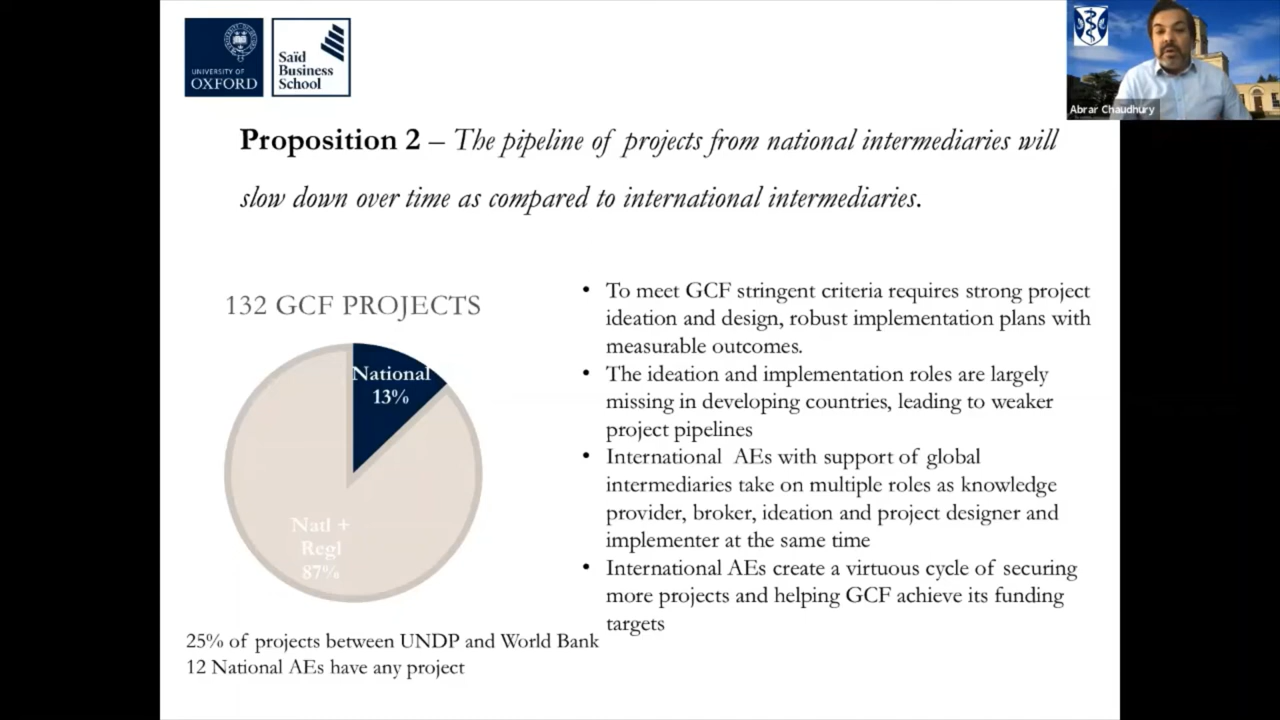 UNIVERSITY OF
OXFORD
Saïd
Business
School
Abrar Chaudhury
Proposition 2 – The pipeline of projects from national intermediaries will
slow down over time as compared to international intermediaries.
132 GCF PROJECTS
National
13%
Natl +
Regl
87%
25% of projects between UNDP and World Bank
12 National AEs have any project
• To meet GCF stringent criteria requires strong project
ideation and design, robust implementation plans with
measurable outcomes.
• The ideation and implementation roles are largely
missing in developing countries, leading to weaker
project pipelines
• International AEs with support of global
intermediaries take on multiple roles as knowledge
provider, broker, ideation and project designer and
implementer at the same time
• International AEs create a virtuous cycle of securing
more projects and helping GCF achieve its funding
targets